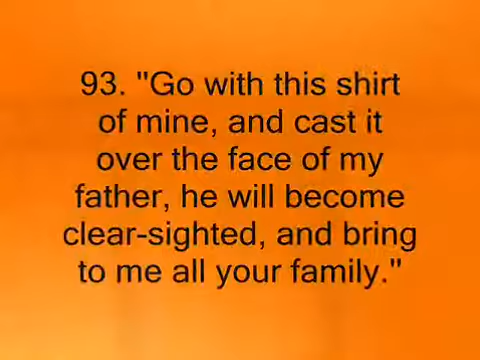 93. "Go with this shirt
of mine, and cast it
over the face of my
father, he will become
clear-sighted, and bring
to me all your family."